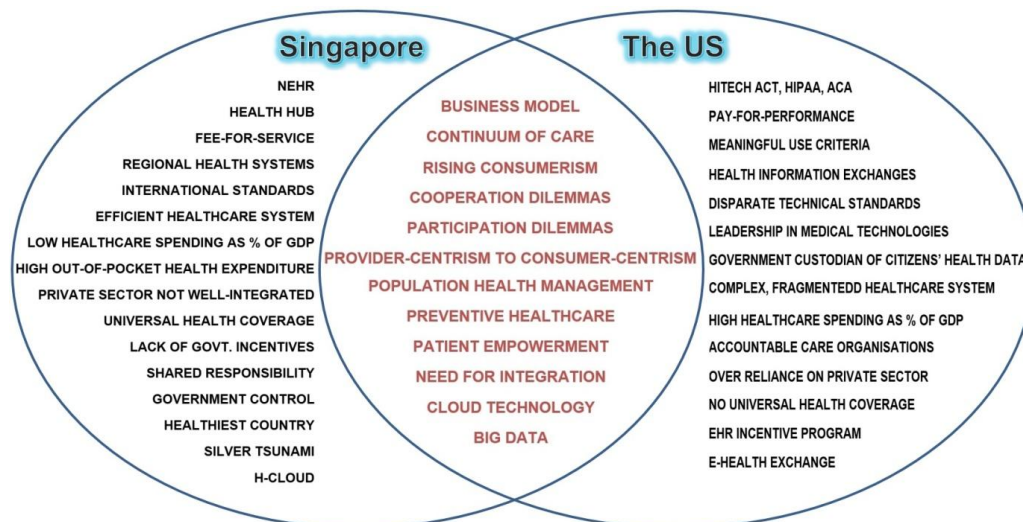 Singapore
NEHR
HEALTH HUB
FEE-FOR-SERVICE
REGIONAL HEALTH SYSTEMS
INTERNATIONAL STANDARDS
EFFICIENT HEALTHCARE SYSTEM
LOW HEALTHCARE SPENDING AS % OF GDP
HIGH OUT-OF-POCKET HEALTH EXPENDITURE
PRIVATE SECTOR NOT WELL-INTEGRATED
UNIVERSAL HEALTH COVERAGE
LACK OF GOVT. INCENTIVES
SHARED RESPONSIBILITY
GOVERNMENT CONTROL
HEALTHIEST COUNTRY
SILVER TSUNAMI
H-CLOUD
BUSINESS MODEL
CONTINUUM OF CARE
RISING CONSUMERISM
COOPERATION DILEMMAS
PARTICIPATION DILEMMAS
PROVIDER-CENTRISM TO CONSUMER-CENTRISM
POPULATION HEALTH MANAGEMENT
PREVENTIVE HEALTHCARE
PATIENT EMPOWERMENT
NEED FOR INTEGRATION
CLOUD TECHNOLOGY
BIG DATA
The US
HITECH ACT, HIPAA, ACA
PAY-FOR-PERFORMANCE
MEANINGFUL USE CRITERIA
HEALTH INFORMATION EXCHANGES
DISPARATE TECHNICAL STANDARDS
LEADERSHIP IN MEDICAL TECHNOLOGIES
GOVERNMENT CUSTODIAN OF CITIZENS' HEALTH DATA
COMPLEX, FRAGMENTEDD HEALTHCARE SYSTEM
HIGH HEALTHCARE SPENDING AS % OF GDP
ACCOUNTABLE CARE ORGANISATIONS
OVER RELIANCE ON PRIVATE SECTOR
NO UNIVERSAL HEALTH COVERAGE
EHR INCENTIVE PROGRAM
E-HEALTH EXCHANGE